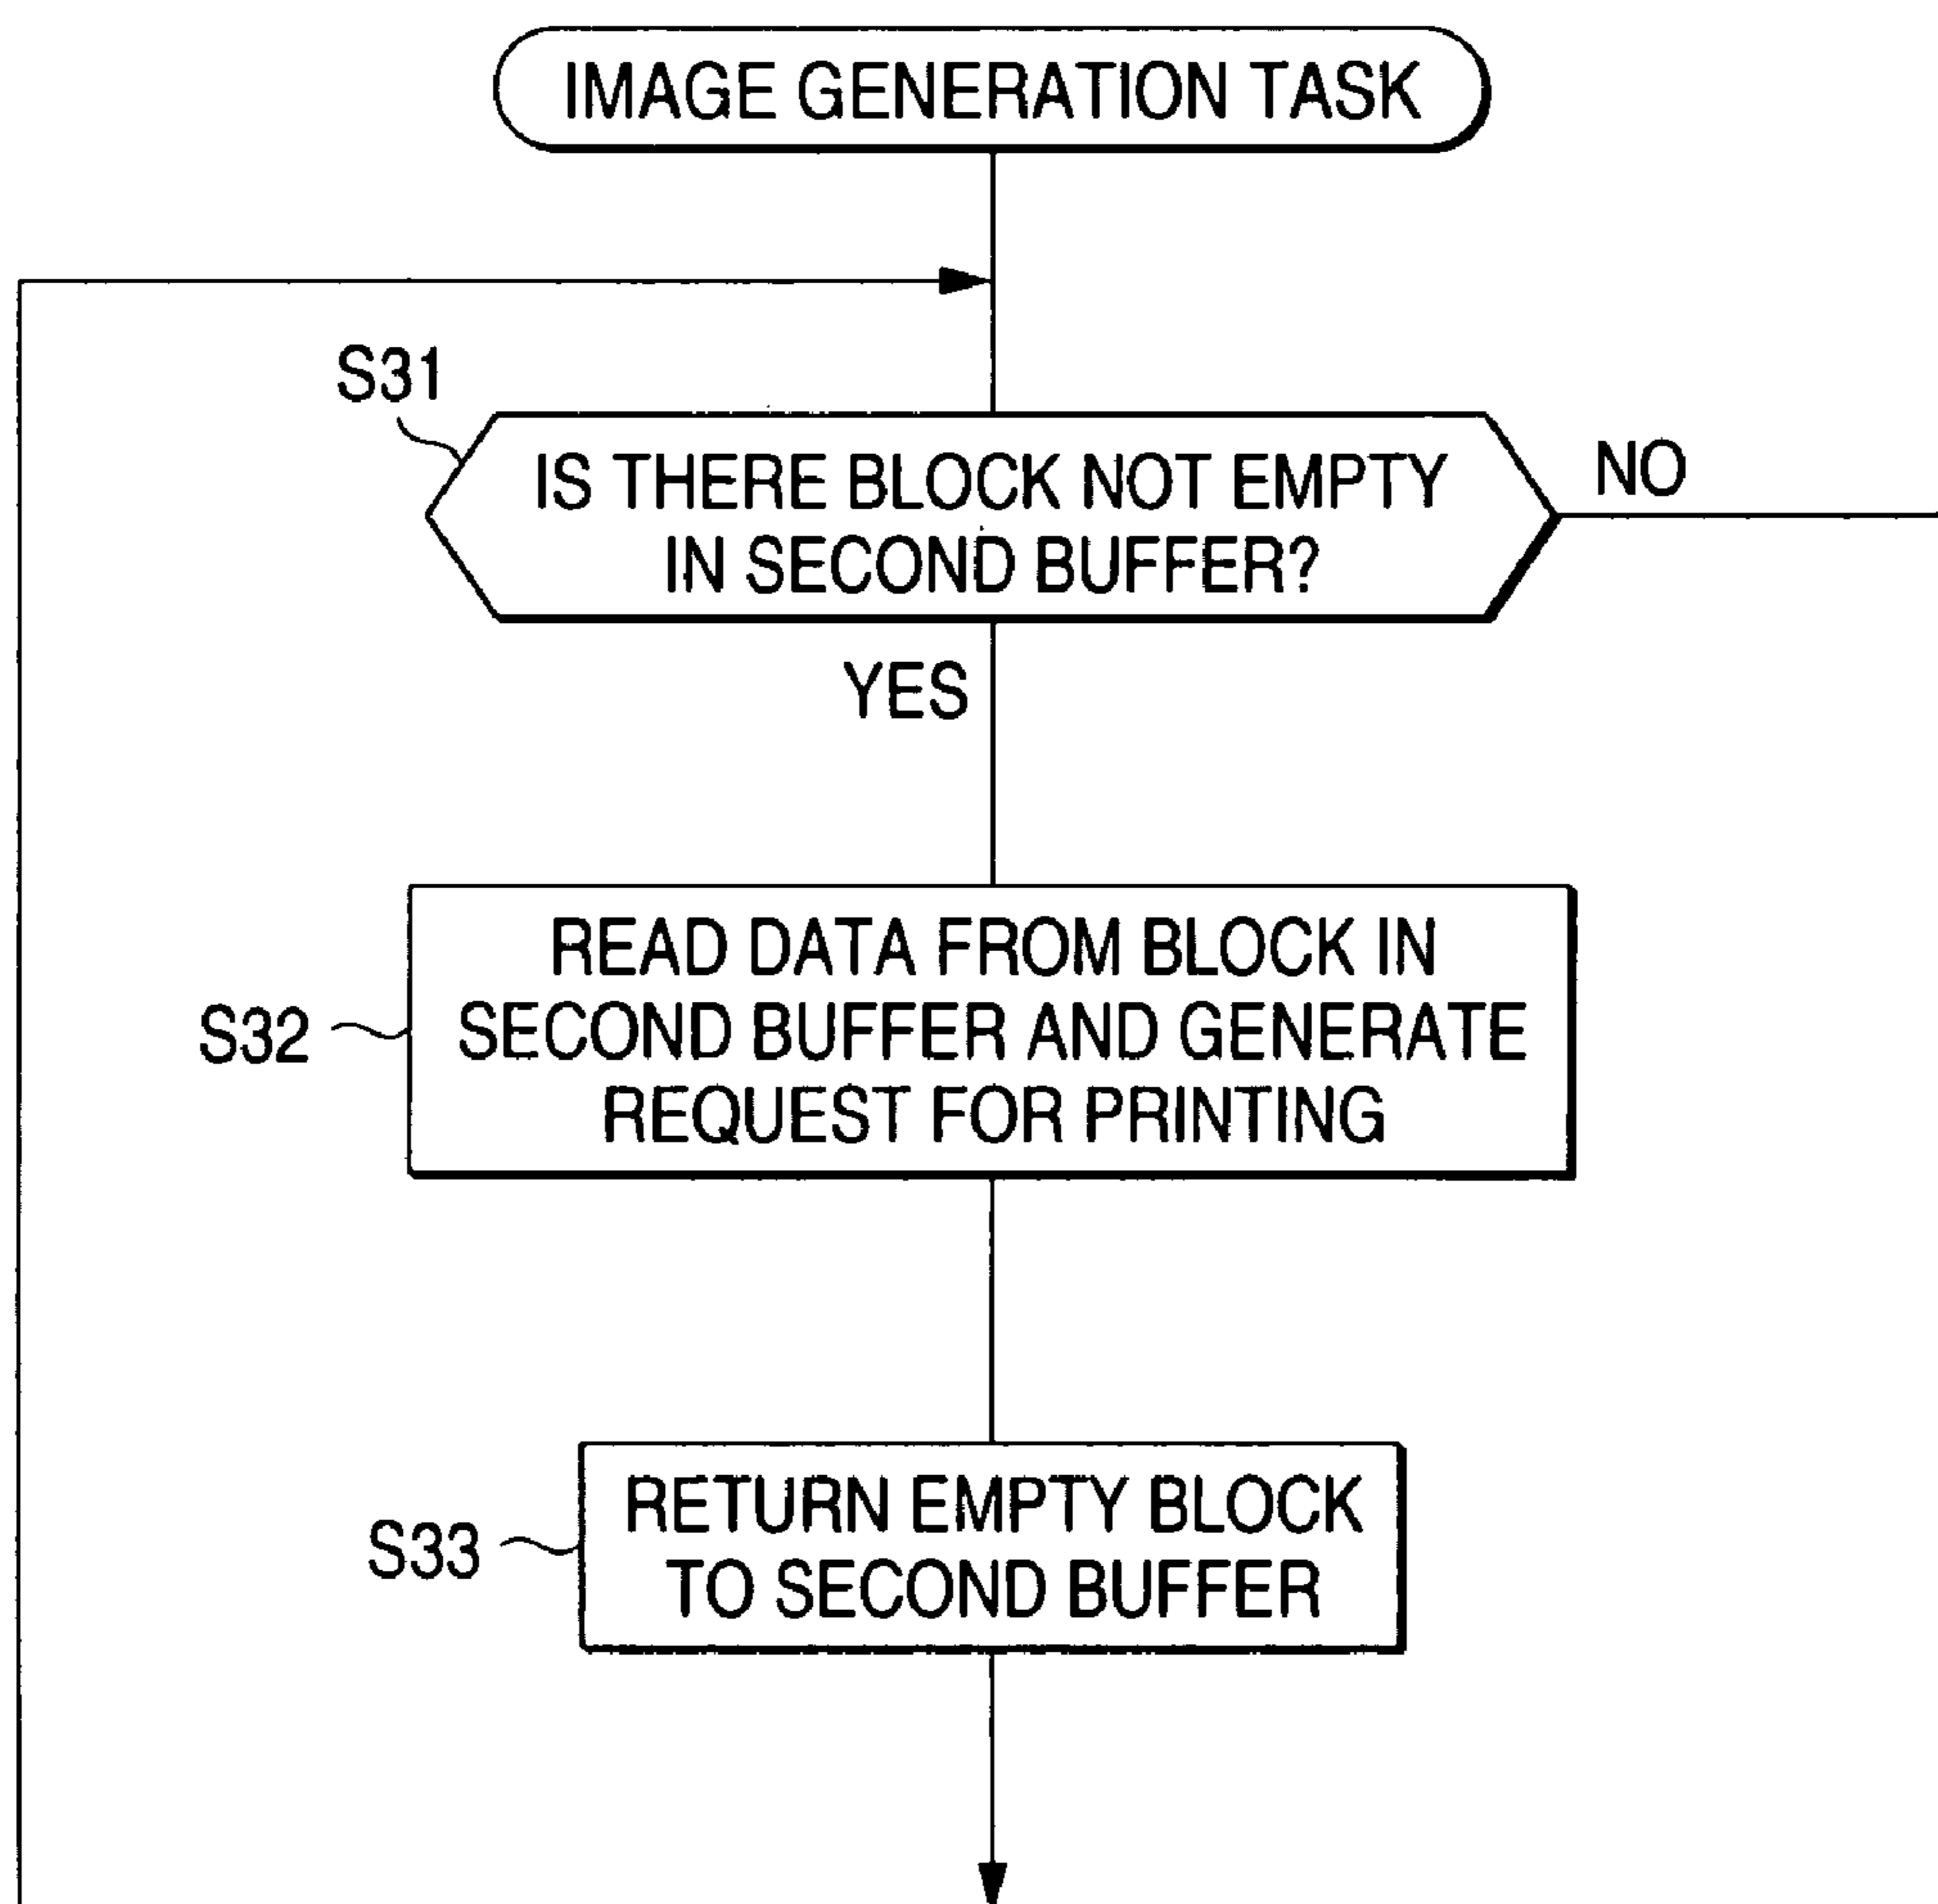 IMAGE GENERATION TASK
S31
IS THERE BLOCK NOT EMPTY
IN SECOND BUFFER?
NO
YES
READ DATA FROM BLOCK IN
SECOND BUFFER AND GENERATE
REQUEST FOR PRINTING
S32
RETURN EMPTY BLOCK
TO SECOND BUFFER
S33